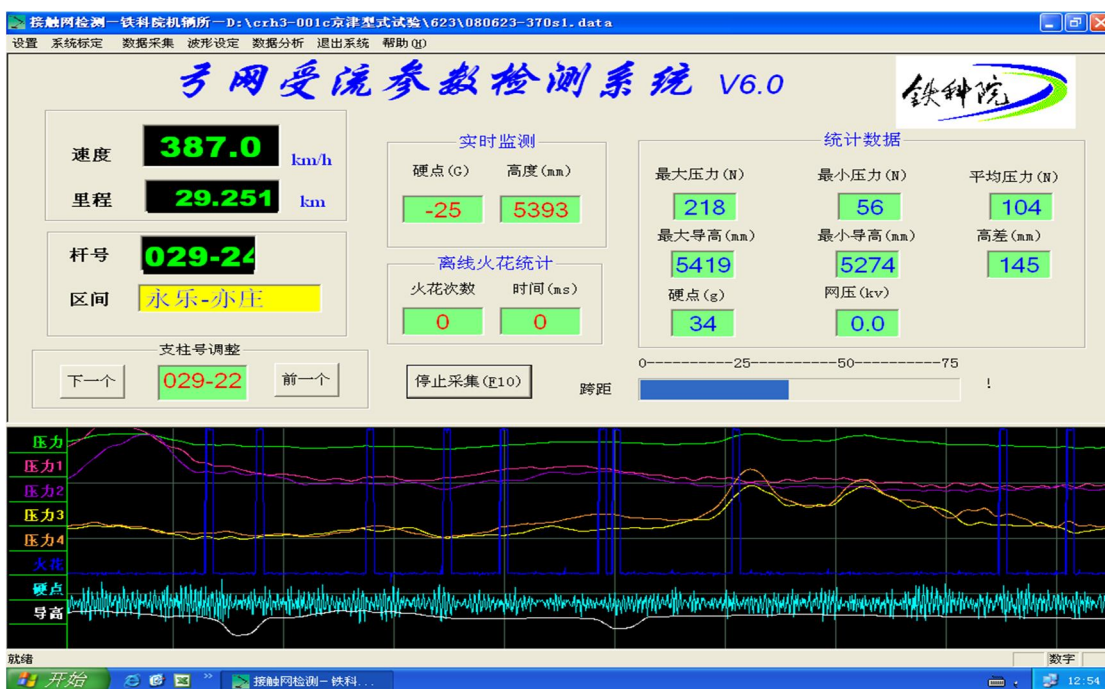 接触网检测—铁科院机辆所—D:\crh3-001c京津型式试验\623\080623-370s1.data
设置 系统标定 数据采集 波形设定 数据分析 退出系统 帮助(H)
弓网受流参数检测系统 V6.0
铁科院
速度 387.0 km/h
里程 29.251 km
杆号 029-24
区间 永乐-亦庄
支柱号调整
下一个 029-22 前一个
实时监测
硬点(G) 高度(mm)
-25 5393
离线火花统计
火花次数 时间(ms)
0 0
停止采集(F10)
统计数据
最大压力(N) 最小压力(N) 平均压力(N)
218 56 104
最大导高(mm) 最小导高(mm) 高差(mm)
5419 5274 145
硬点(g) 网压(kv)
34 0.0
0----------25----------50----------75
跨距 !
压力
压力1
压力2
压力3
压力4
火花
硬点
导高
就绪 数字
开始 接触网检测—铁科... 12:54